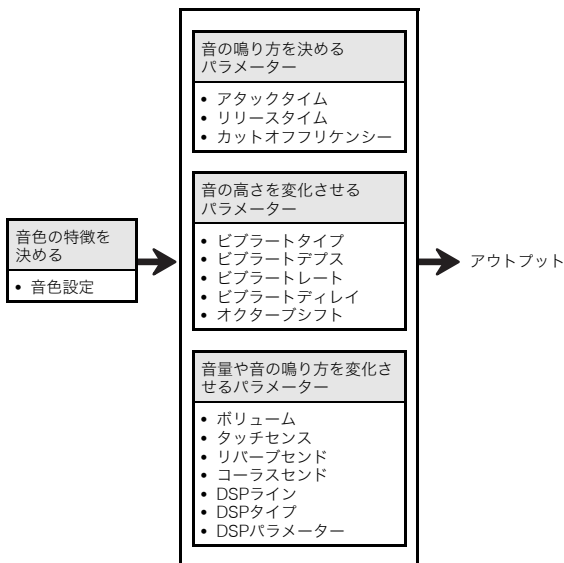 音色の特徴を
決める
• 音色設定
音の鳴り方を決める
パラメーター
• アタックタイム
• リリースタイム
• カットオフフリケンシー
音の高さを変化させる
パラメーター
• ビブラートタイプ
• ビブラートデプス
• ビブラートレート
• ビブラートディレイ
• オクターブシフト
音量や音の鳴り方を変化さ
せるパラメーター
• ボリューム
• タッチセンス
• リバーブセンド
• コーラスセンド
• DSPライン
• DSPタイプ
• DSPパラメーター
アウトプット